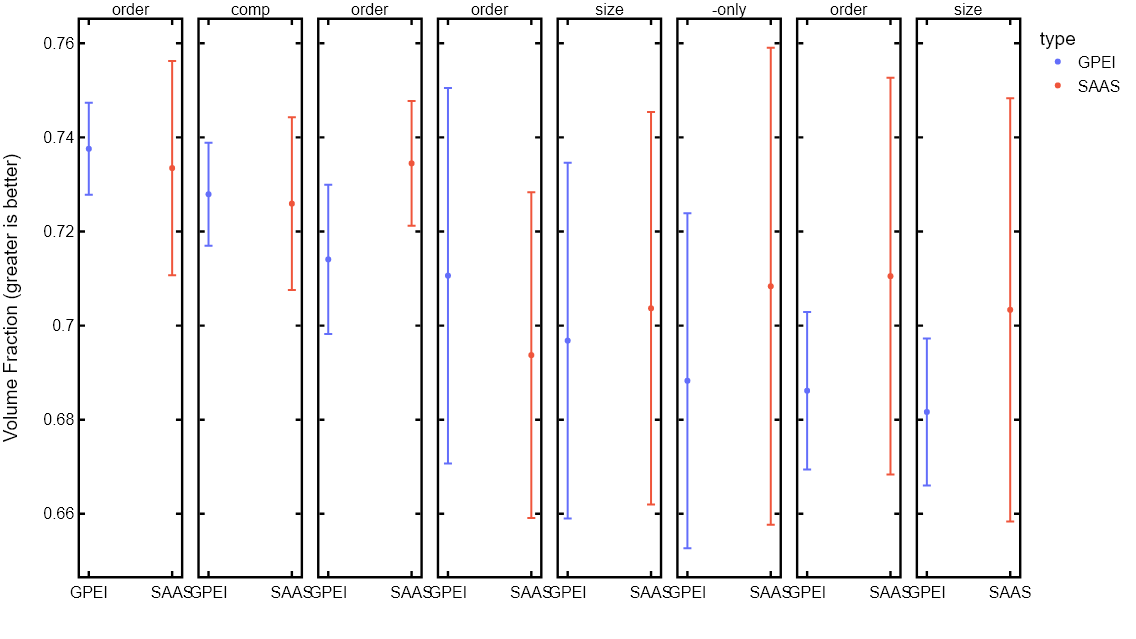 order comp order order size -only order size
type
GPEI
SAAS
Volume Fraction (greater is better)
0.76
0.74
0.72
0.7
0.68
0.66
GPEI SAAS GPEI SAAS GPEI SAAS GPEI SAAS GPEI SAAS GPEI SAAS GPEI SAAS GPEI SAAS